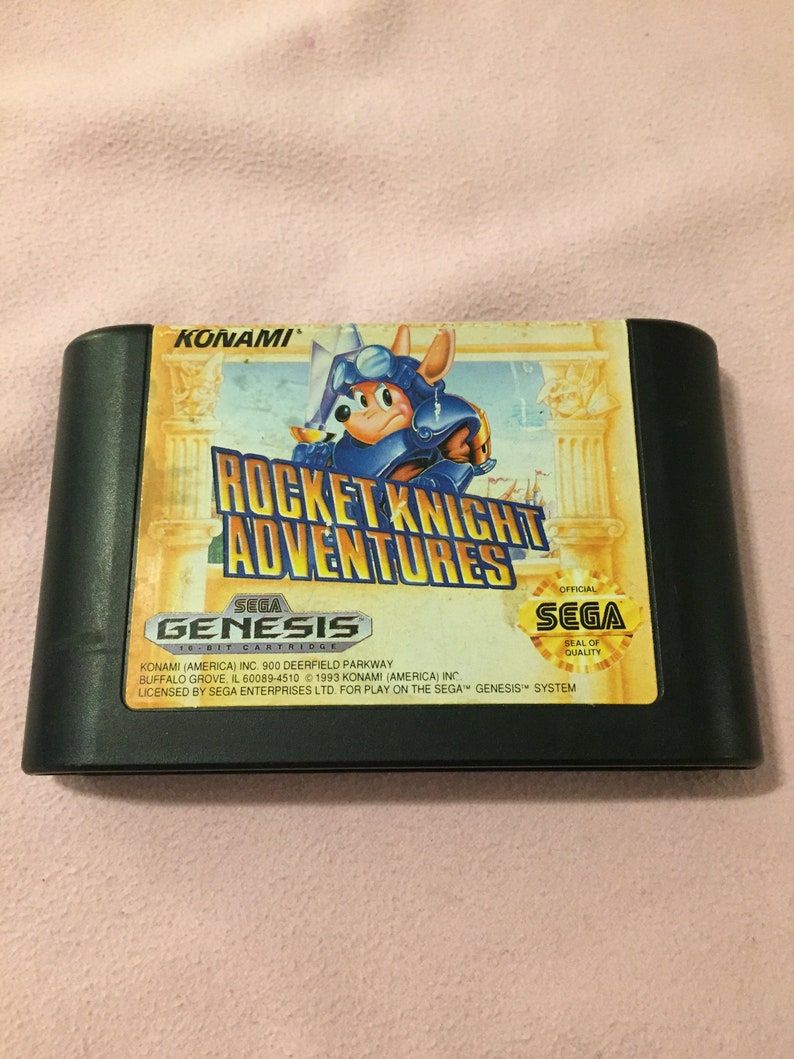 KONAMI®
ROCKET KNIGHT
ADVENTURES
SEGA
GENESIS
16-BIT CARTRIDGE
OFFICIAL
SEGA
SEAL OF
QUALITY
KONAMI (AMERICA) INC. 900 DEERFIELD PARKWAY
BUFFALO GROVE, IL 60089-4510 © 1993 KONAMI (AMERICA) INC.
LICENSED BY SEGA ENTERPRISES LTD. FOR PLAY ON THE SEGA™ GENESIS™ SYSTEM